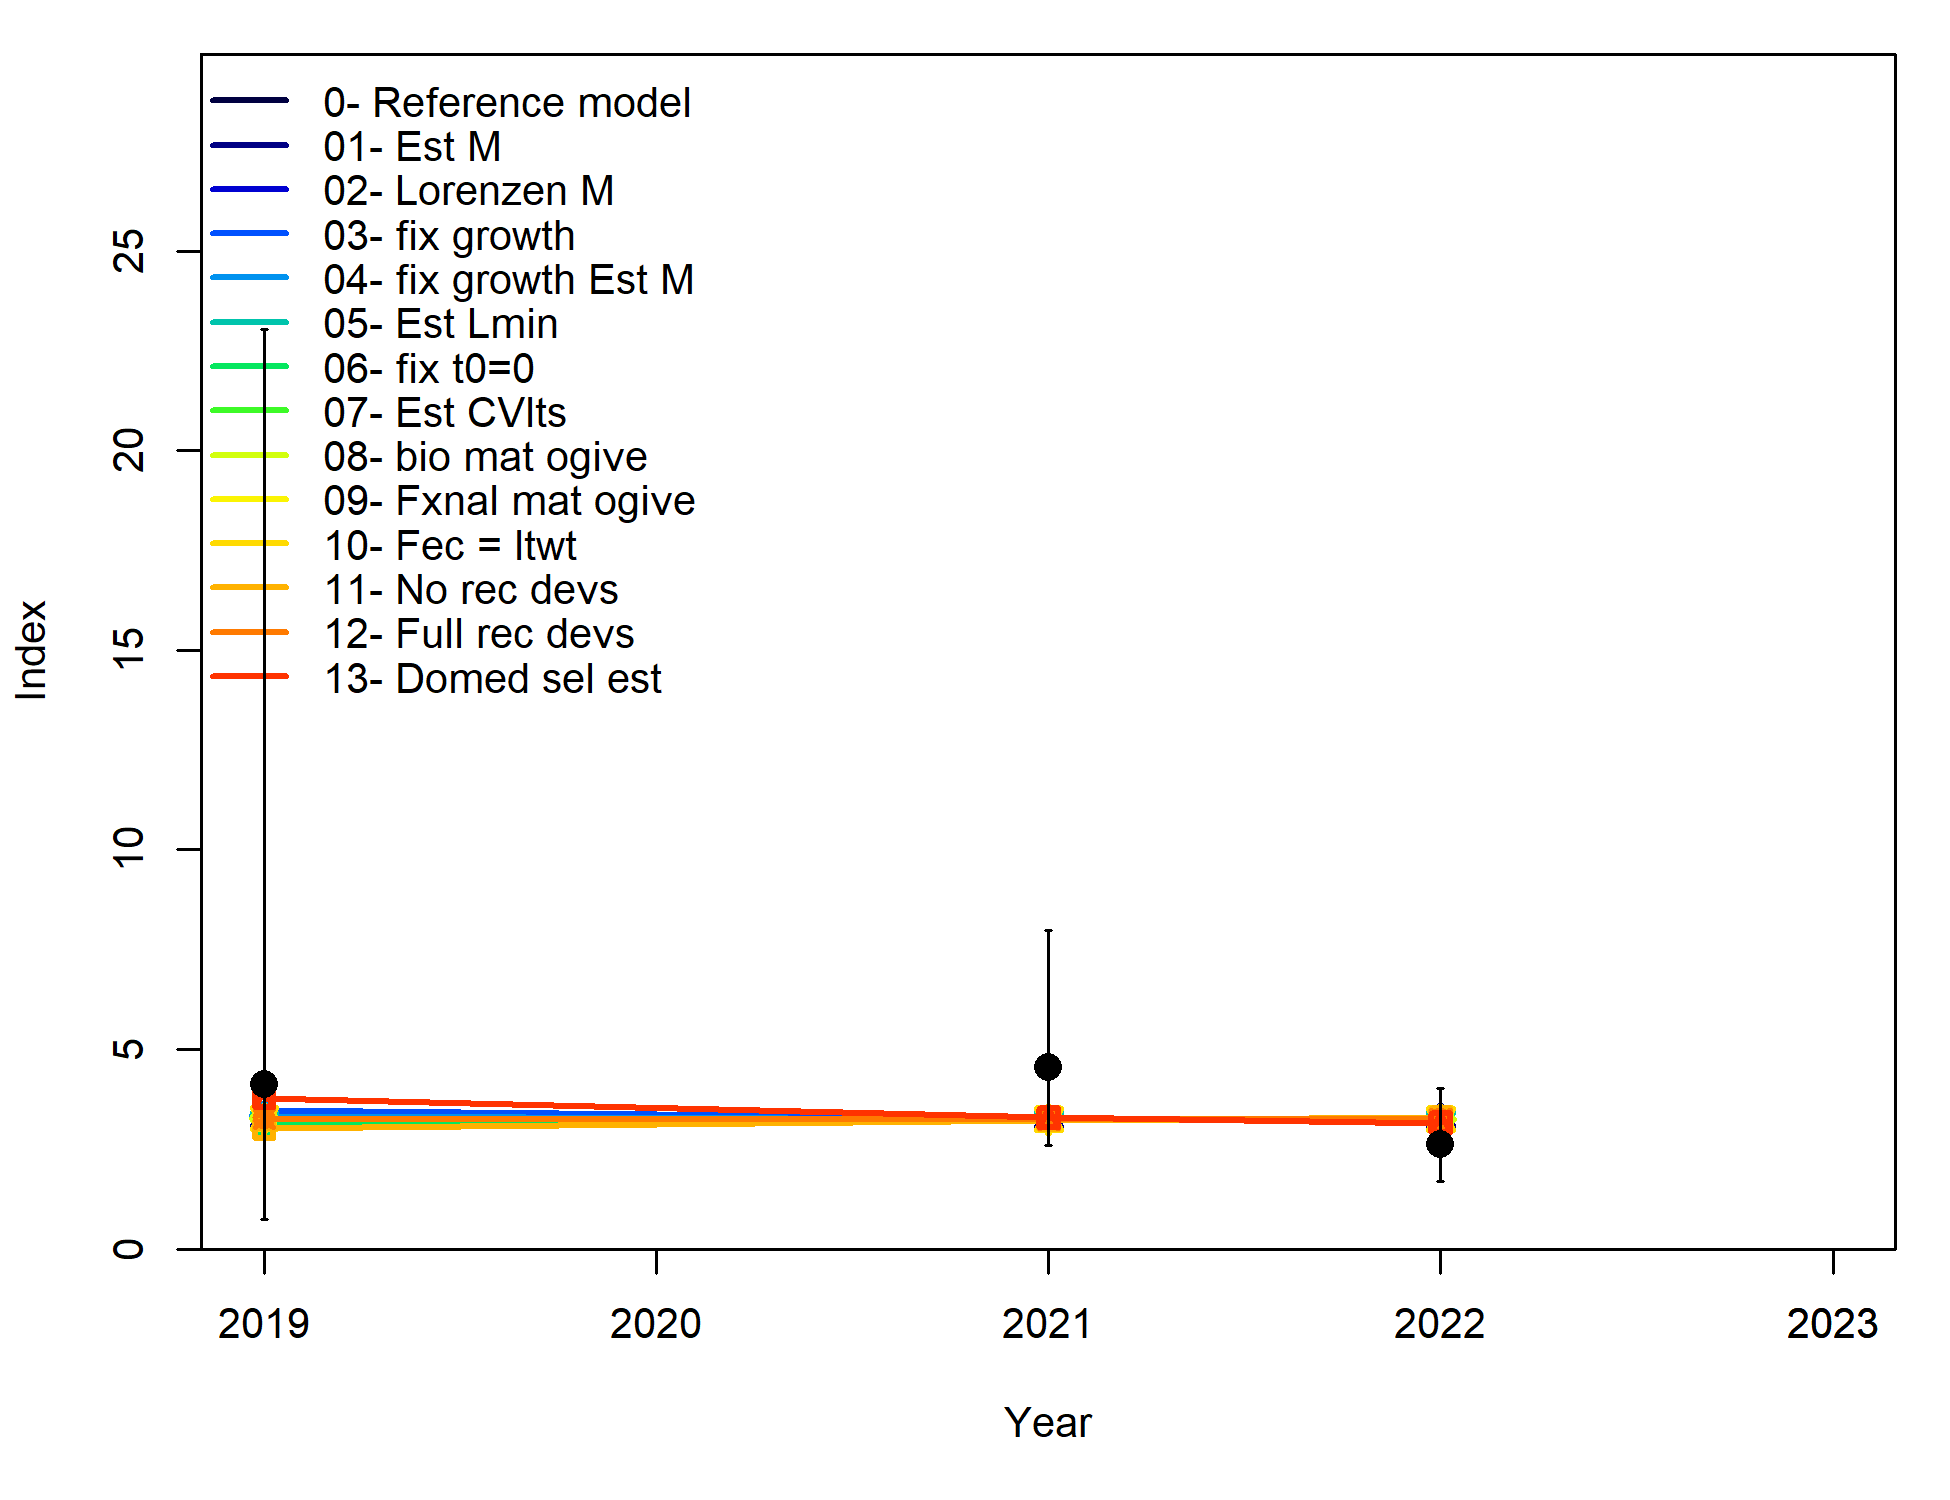 0- Reference model
01- Est M
02- Lorenzen M
03- fix growth
04- fix growth Est M
05- Est Lmin
06- fix t0=0
07- Est CVlts
08- bio mat ogive
09- Fxnal mat ogive
10- Fec = ltwt
11- No rec devs
12- Full rec devs
13- Domed sel est
25
20
15
10
5
0
Index
2019 2020 2021 2022 2023
Year